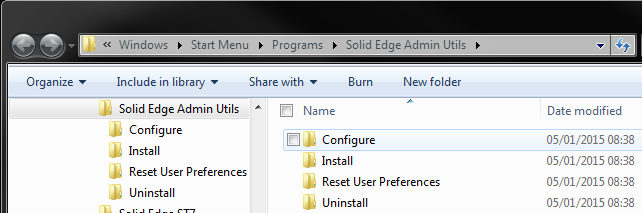 « Windows ▸ Start Menu ▸ Programs ▸ Solid Edge Admin Utils ▸
Organize ▾ Include in library ▾ Share with ▾ Burn New folder
Solid Edge Admin Utils
Configure
Install
Reset User Preferences
Uninstall
Solid Edge ST7
Name Date modified
Configure 05/01/2015 08:38
Install 05/01/2015 08:38
Reset User Preferences 05/01/2015 08:38
Uninstall 05/01/2015 08:38